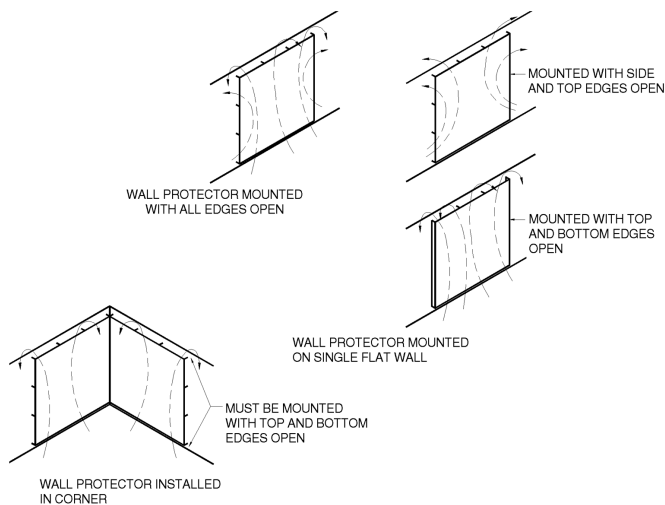 MOUNTED WITH SIDE
AND TOP EDGES OPEN
WALL PROTECTOR MOUNTED
WITH ALL EDGES OPEN
MOUNTED WITH TOP
AND BOTTOM EDGES
OPEN
WALL PROTECTOR MOUNTED
ON SINGLE FLAT WALL
MUST BE MOUNTED
WITH TOP AND BOTTOM
EDGES OPEN
WALL PROTECTOR INSTALLED
IN CORNER